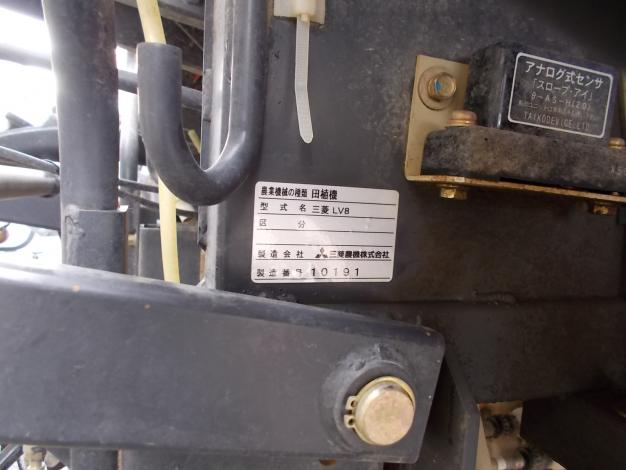 アナログ式センサ
「スロープ・アイ」
TAIKODEVICE.LTD
農業機械の種類 田植機
型式名 三菱 LV8
区分
製造会社 三菱農機株式会社
製造番号 10191